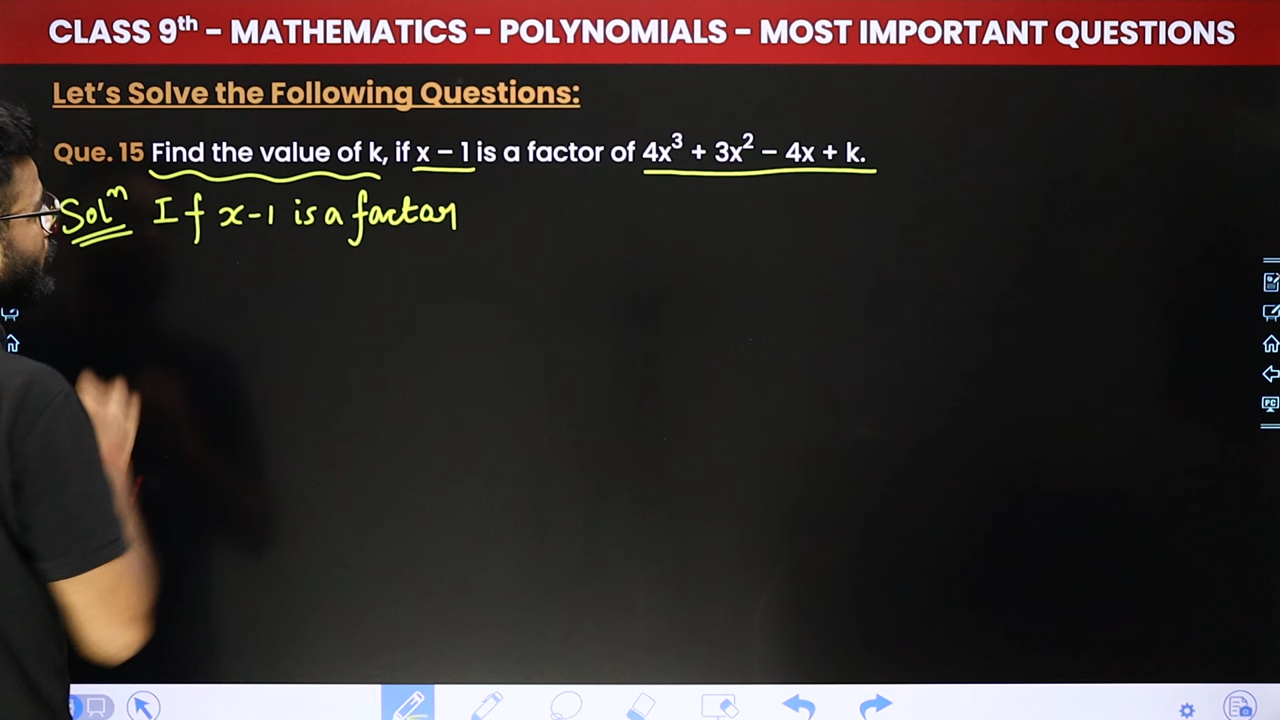 CLASS 9th – MATHEMATICS – POLYNOMIALS – MOST IMPORTANT QUESTIONS
Let’s Solve the Following Questions:
Que. 15 Find the value of k, if x – 1 is a factor of 4x³ + 3x² – 4x + k.
Solⁿ If x-1 is a factor
PC